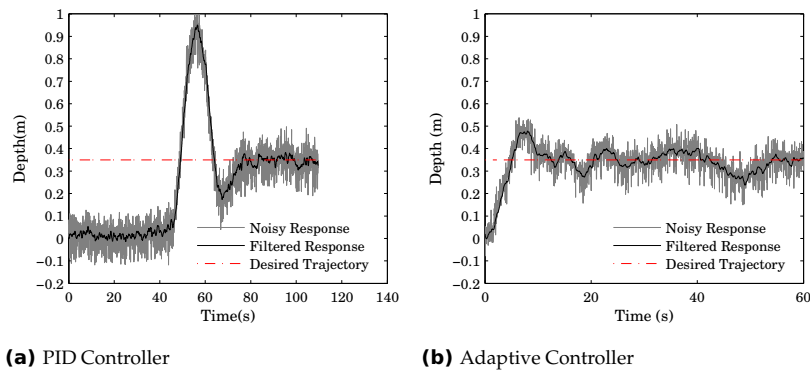 1
0.9
0.8
0.7
0.6
0.5
0.4
0.3
0.2
0.1
0
−0.1
−0.2
Depth(m)
Noisy Response
Filtered Response
Desired Trajectory
0 20 40 60 80 100 120 140
Time(s)
(a) PID Controller
1
0.9
0.8
0.7
0.6
0.5
0.4
0.3
0.2
0.1
0
−0.1
−0.2
Depth (m)
Noisy Response
Filtered Response
Desired Trajectory
0 20 40 60
Time (s)
(b) Adaptive Controller